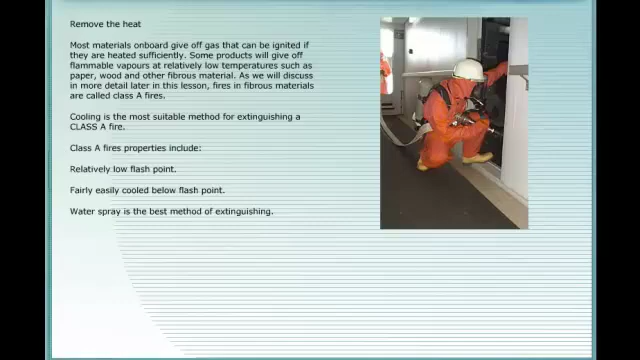 Remove the heat
Most materials onboard give off gas that can be ignited if
they are heated sufficiently. Some products will give off
flammable vapours at relatively low temperatures such as
paper, wood and other fibrous material. As we will discuss
in more detail later in this lesson, fires in fibrous materials
are called class A fires.
Cooling is the most suitable method for extinguishing a
CLASS A fire.
Class A fires properties include:
Relatively low flash point.
Fairly easily cooled below flash point.
Water spray is the best method of extinguishing.